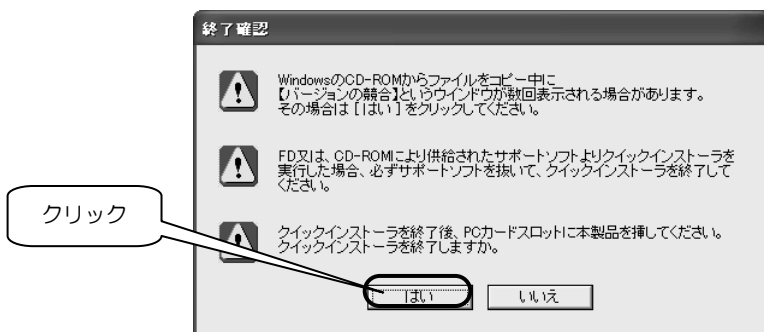 終了確認
WindowsのCD-ROMからファイルをコピー中に
【バージョンの競合】というウインドウが数回表示される場合があります。
その場合は [はい] をクリックしてください。
FD又は、CD-ROMにより供給されたサポートソフトよりクイックインストーラを
実行した場合、必ずサポートソフトを抜いて、クイックインストーラを終了して
ください。
クリック
クイックインストーラを終了後、PCカードスロットに本製品を挿してください。
クイックインストーラを終了しますか。
はい
いいえ